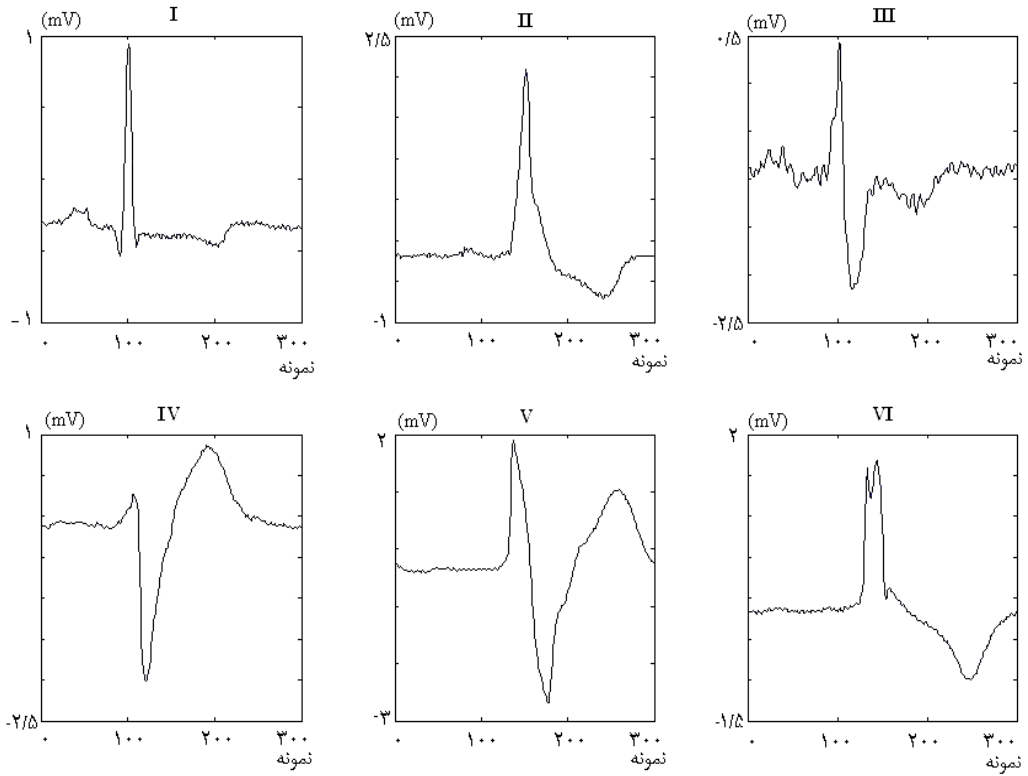 I II III
(mV) (mV) (mV)
۱ ۲/۵ ۰/۵
-۱ -۱ -۲/۵
۰ ۱۰۰ ۲۰۰ ۳۰۰ ۰ ۱۰۰ ۲۰۰ ۳۰۰ ۰ ۱۰۰ ۲۰۰ ۳۰۰
نمونه نمونه نمونه
IV V VI
(mV) (mV) (mV)
۱ ۲ ۲
-۲/۵ -۳ -۱/۵
۰ ۱۰۰ ۲۰۰ ۳۰۰ ۰ ۱۰۰ ۲۰۰ ۳۰۰ ۰ ۱۰۰ ۲۰۰ ۳۰۰
نمونه نمونه نمونه